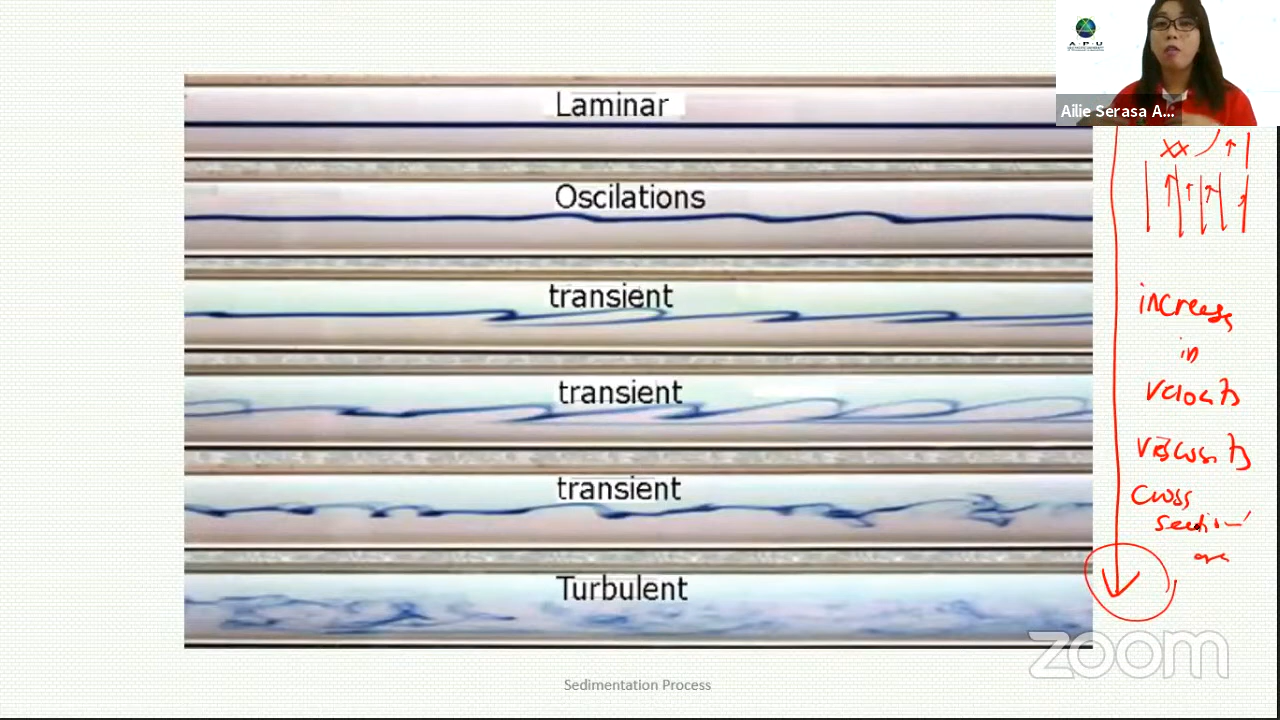 A P U
Ailie Serasa A...
Laminar
Oscilations
transient
transient
transient
Turbulent
increase
in
velocity
viscosity
cross
section
zoom
Sedimentation Process